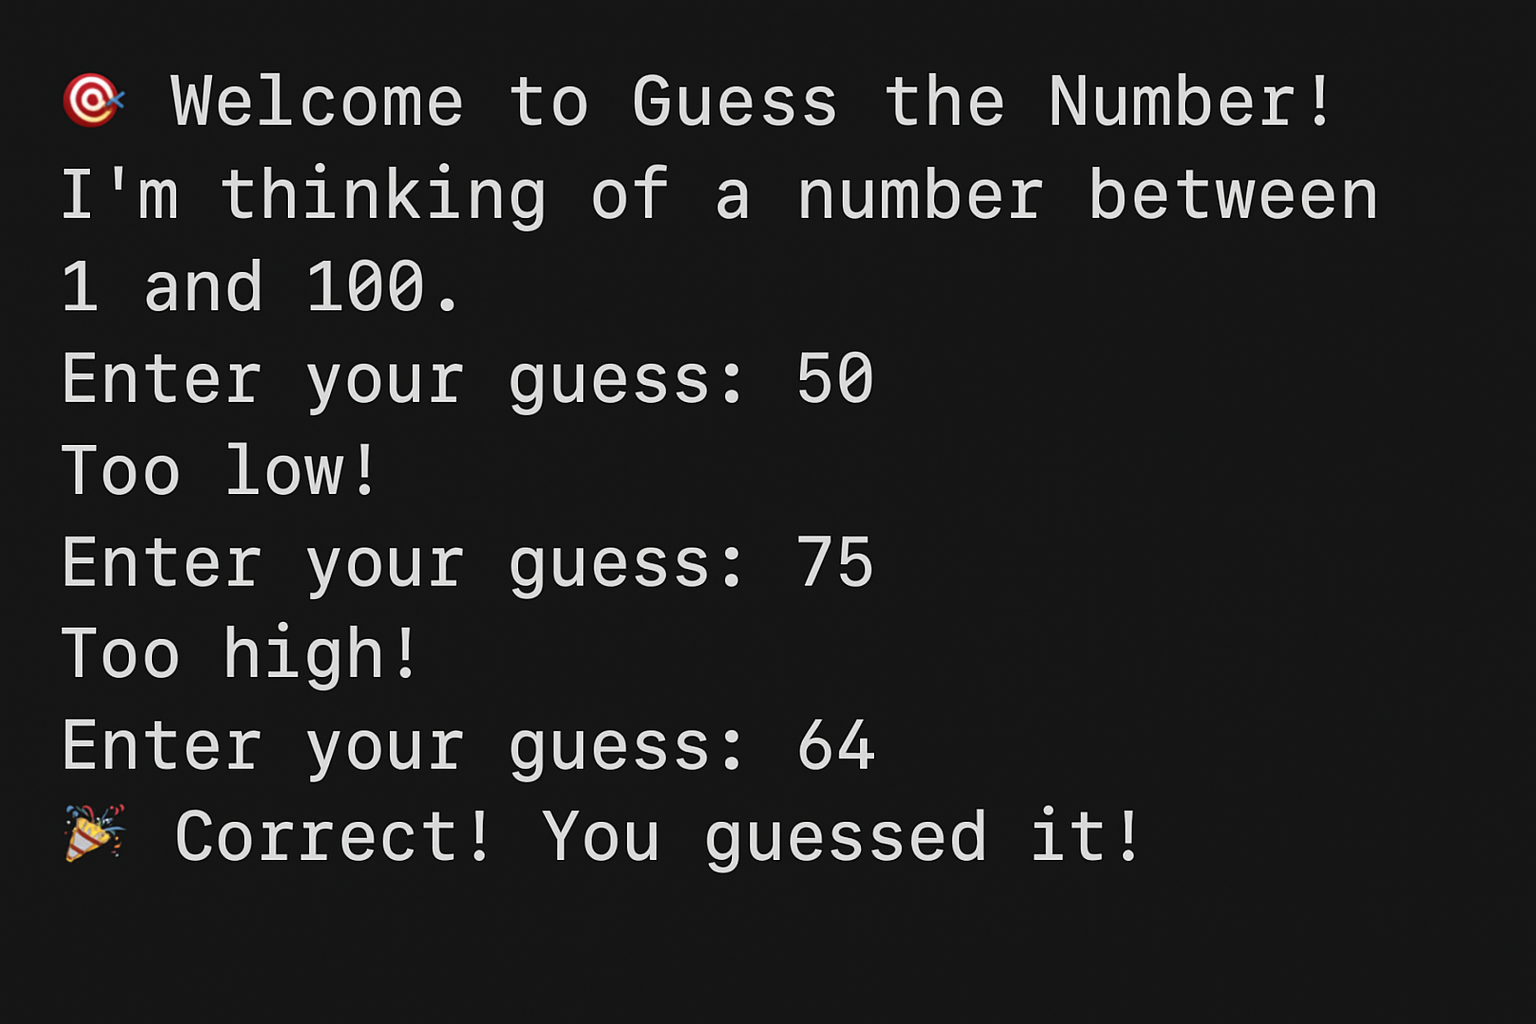 🎯 Welcome to Guess the Number!
I'm thinking of a number between
1 and 100.
Enter your guess: 50
Too low!
Enter your guess: 75
Too high!
Enter your guess: 64
🎉 Correct! You guessed it!